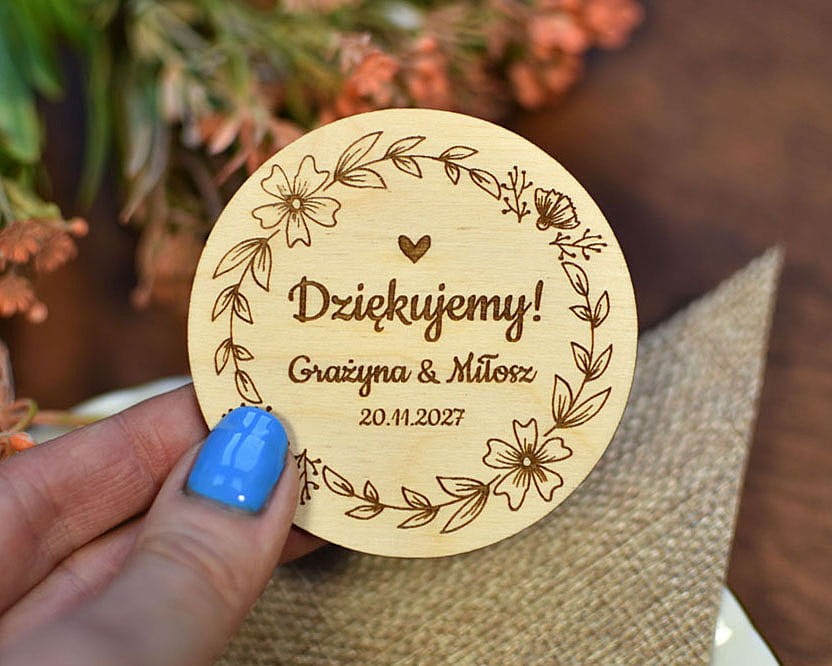 Dziękujemy!
Grażyna & Miłosz
20.11.2027